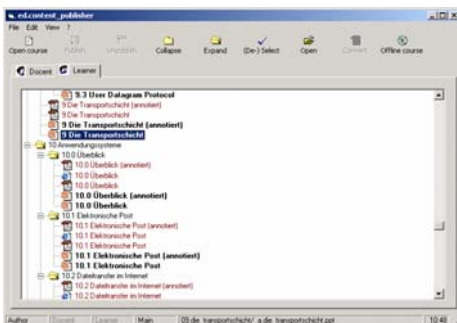 ed.content_publisher
File Edit View ?
Open course Publish Unpublish Collapse Expand (De-) Select Open Convert Offline course
Docent Learner
9.3 User Datagram Protocol
9 Die Transportschicht (annotiert)
9 Die Transportschicht
9 Die Transportschicht (annotiert)
9 Die Transportschicht
10 Anwendungssysteme
10.0 Überblick
10.0 Überblick (annotiert)
10.0 Überblick
10.0 Überblick
10.0 Überblick (annotiert)
10.0 Überblick
10.1 Elektronische Post
10.1 Elektronische Post (annotiert)
10.1 Elektronische Post
10.1 Elektronische Post
10.1 Elektronische Post (annotiert)
10.1 Elektronische Post
10.2 Dateitransfer im Internet
10.2 Dateitransfer im Internet (annotiert)
10.2 Dateitransfer im Internet
Author Docent Learner Main 09.die_transportschicht/_a.die_transportschicht.ppt 10:48